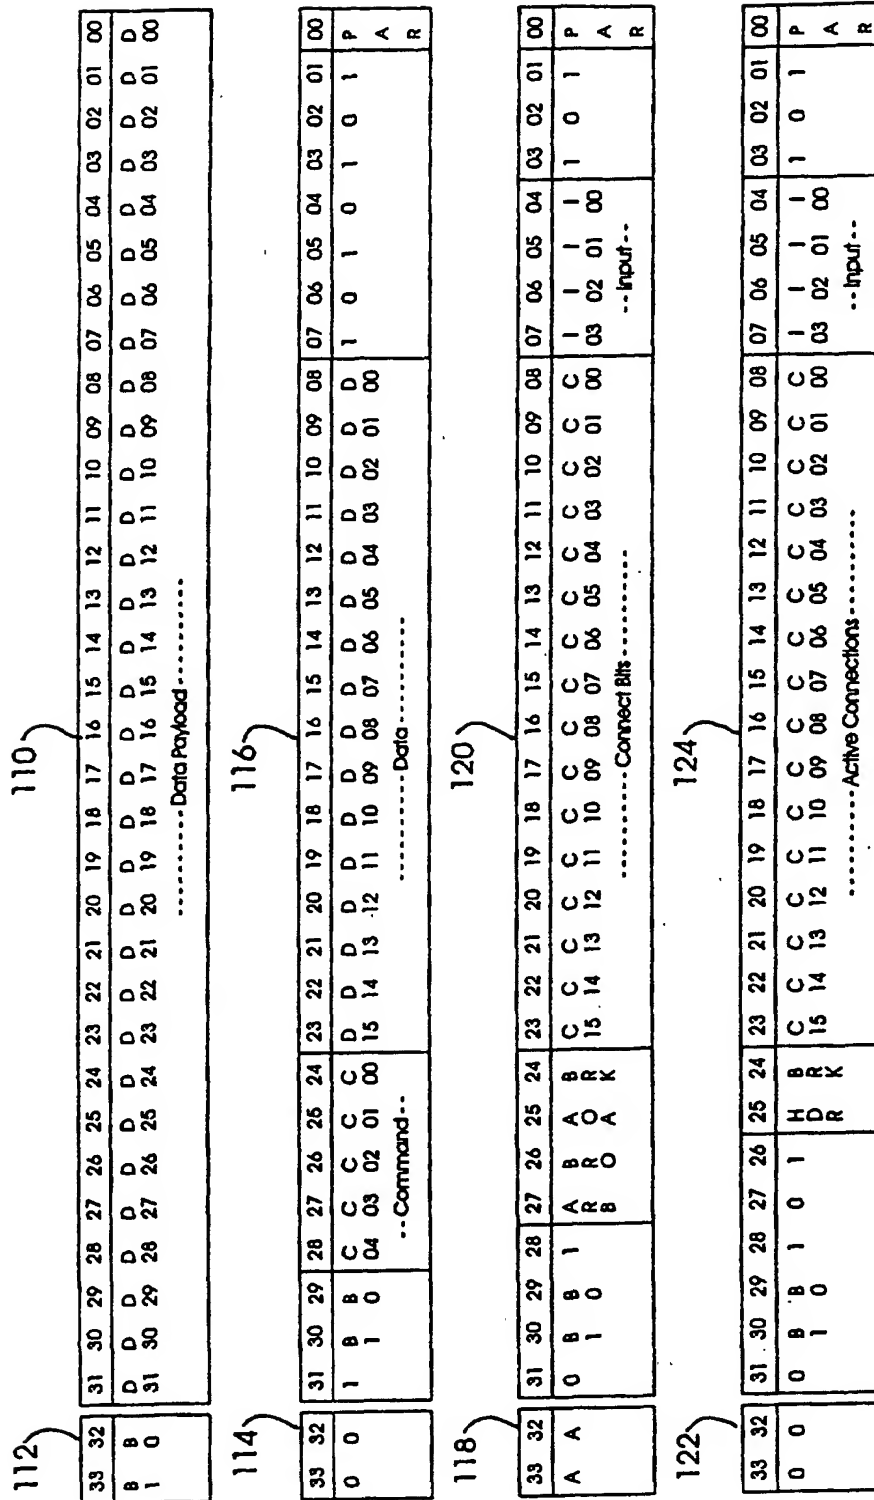 112 110
33 32 31 30 29 28 27 26 25 24 23 22 21 20 19 18 17 16 15 14 13 12 11 10 09 08 07 06 05 04 03 02 01 00
B B D D D D D D D D D D D D D D D D D D D D D D D D D D D D D D D D
1 0 31 30 29 28 27 26 25 24 23 22 21 20 19 18 17 16 15 14 13 12 11 10 09 08 07 06 05 04 03 02 01 00
----------Data Payload----------
114 116
33 32 31 30 29 28 27 26 25 24 23 22 21 20 19 18 17 16 15 14 13 12 11 10 09 08 07 06 05 04 03 02 01 00
0 0 1 B B C C C C C D D D D D D D D D D D D D D D D 1 0 1 0 1 0 1 P
1 0 04 03 02 01 00 15 14 13 12 11 10 09 08 07 06 05 04 03 02 01 00 A
--Command-- ----------Data---------- R
118 120
33 32 31 30 29 28 27 26 25 24 23 22 21 20 19 18 17 16 15 14 13 12 11 10 09 08 07 06 05 04 03 02 01 00
A A 0 B B 1 A B A B C C C C C C C C C C C C C C C C I I I I 1 0 1 P
1 0 R R O R 15 14 13 12 11 10 09 08 07 06 05 04 03 02 01 00 03 02 01 00 A
B O A K ----------Connect Bits---------- --Input-- R
122 124
33 32 31 30 29 28 27 26 25 24 23 22 21 20 19 18 17 16 15 14 13 12 11 10 09 08 07 06 05 04 03 02 01 00
0 0 0 B B 1 0 1 H B C C C C C C C C C C C C C C C C I I I I 1 0 1 P
1 0 D R 15 14 13 12 11 10 09 08 07 06 05 04 03 02 01 00 03 02 01 00 A
R K ----------Active Connections---------- --Input-- R